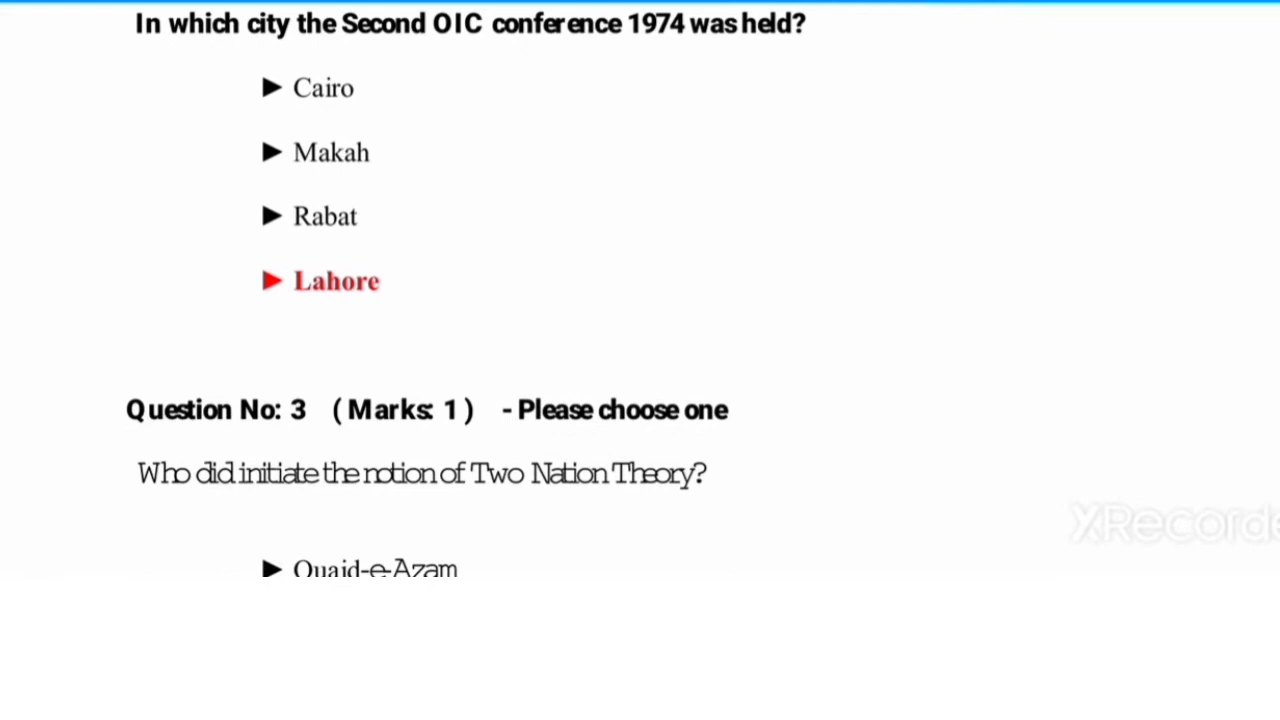 In which city the Second OIC conference 1974 was held?
► Cairo
► Makah
► Rabat
► Lahore
Question No: 3 ( Marks: 1 ) - Please choose one
Who did initiate the notion of Two Nation Theory?
XRecorde
► Quaid-e-Azam